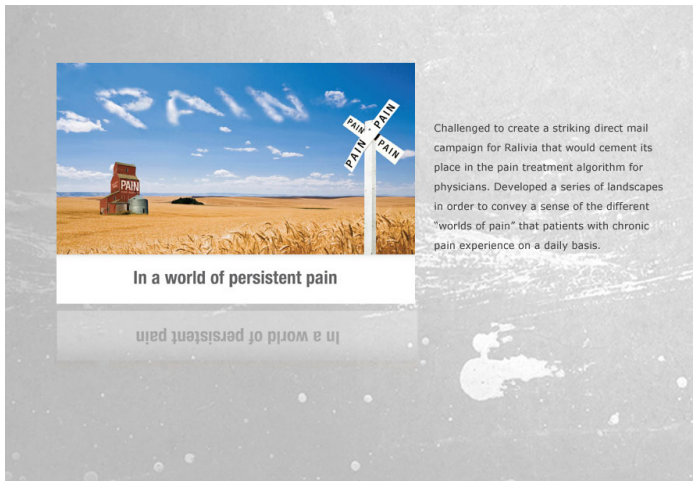 PAIN
PAIN
PAIN
PAIN
PAIN
PAIN
In a world of persistent pain
In a world of persistent pain
Challenged to create a striking direct mail
campaign for Ralivia that would cement its
place in the pain treatment algorithm for
physicians. Developed a series of landscapes
in order to convey a sense of the different
“worlds of pain” that patients with chronic
pain experience on a daily basis.